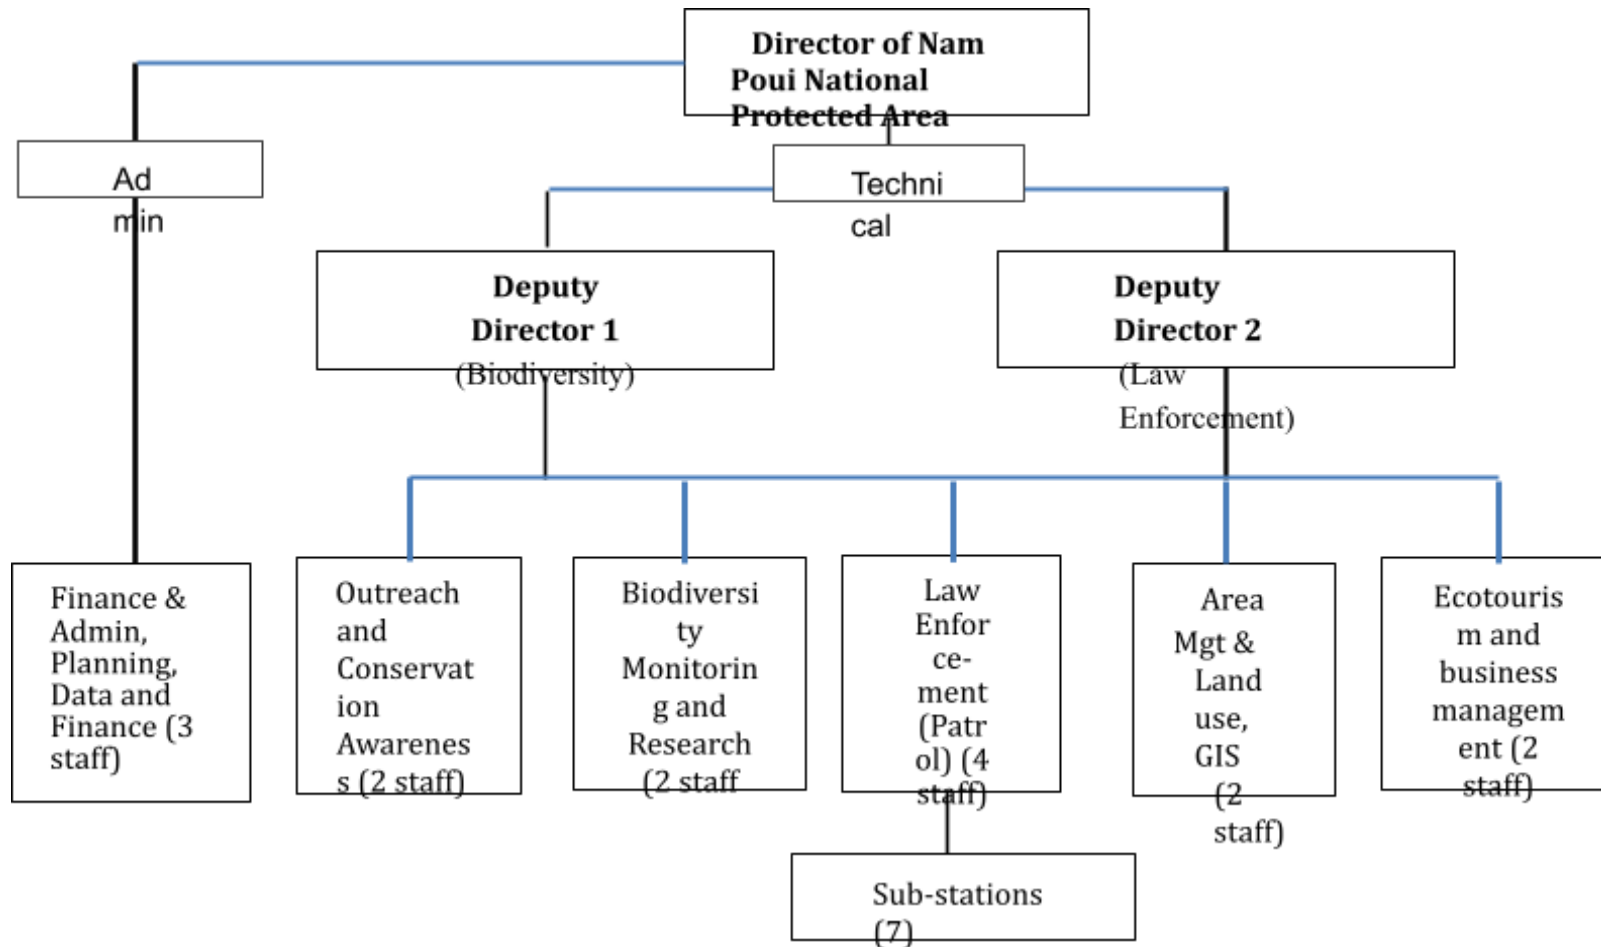 Director of Nam
Poui National
Protected Area
Ad
min
Techni
cal
Deputy
Director 1
(Biodiversity)
Deputy
Director 2
(Law
Enforcement)
Finance &
Admin,
Planning,
Data and
Finance (3
staff)
Outreach
and
Conservat
ion
Awarenes
s (2 staff)
Biodiversi
ty
Monitorin
g and
Research
(2 staff
Law
Enfor
ce-
ment
(Patr
ol) (4
staff)
Area
Mgt &
Land
use,
GIS
(2
staff)
Ecotouris
m and
business
managem
ent (2
staff)
Sub-stations
(7)